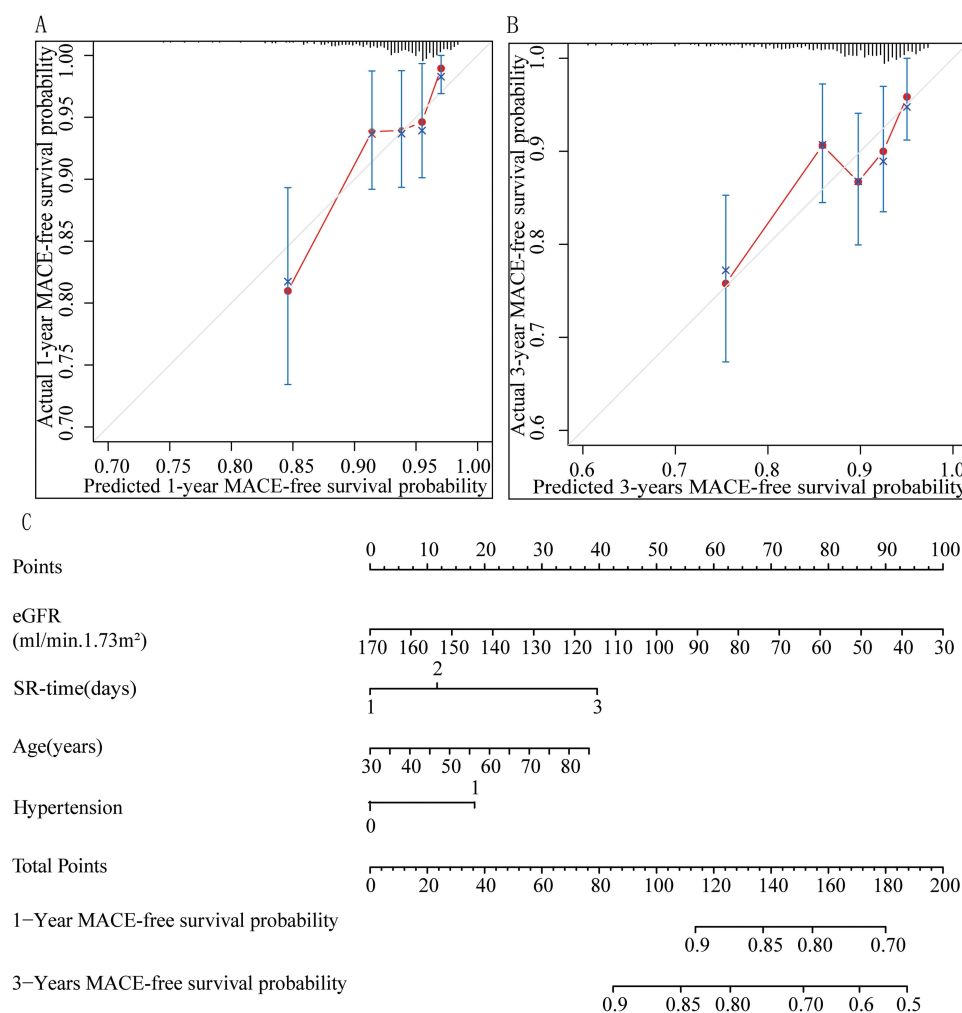 A
Actual 1-year MACE-free survival probability
1.00
0.95
0.90
0.85
0.80
0.75
0.70
0.70 0.75 0.80 0.85 0.90 0.95 1.00
Predicted 1-year MACE-free survival probability
B
Actual 3-year MACE-free survival probability
1.0
0.9
0.8
0.7
0.6
0.6 0.7 0.8 0.9 1.0
Predicted 3-years MACE-free survival probability
C
0 10 20 30 40 50 60 70 80 90 100
Points
eGFR
(ml/min.1.73m²)
170 160 150 140 130 120 110 100 90 80 70 60 50 40 30
2
SR-time(days)
1 3
Age(years)
30 40 50 60 70 80
1
Hypertension
0
Total Points
0 20 40 60 80 100 120 140 160 180 200
1−Year MACE-free survival probability
0.9 0.85 0.80 0.70
3−Years MACE-free survival probability
0.9 0.85 0.80 0.70 0.6 0.5